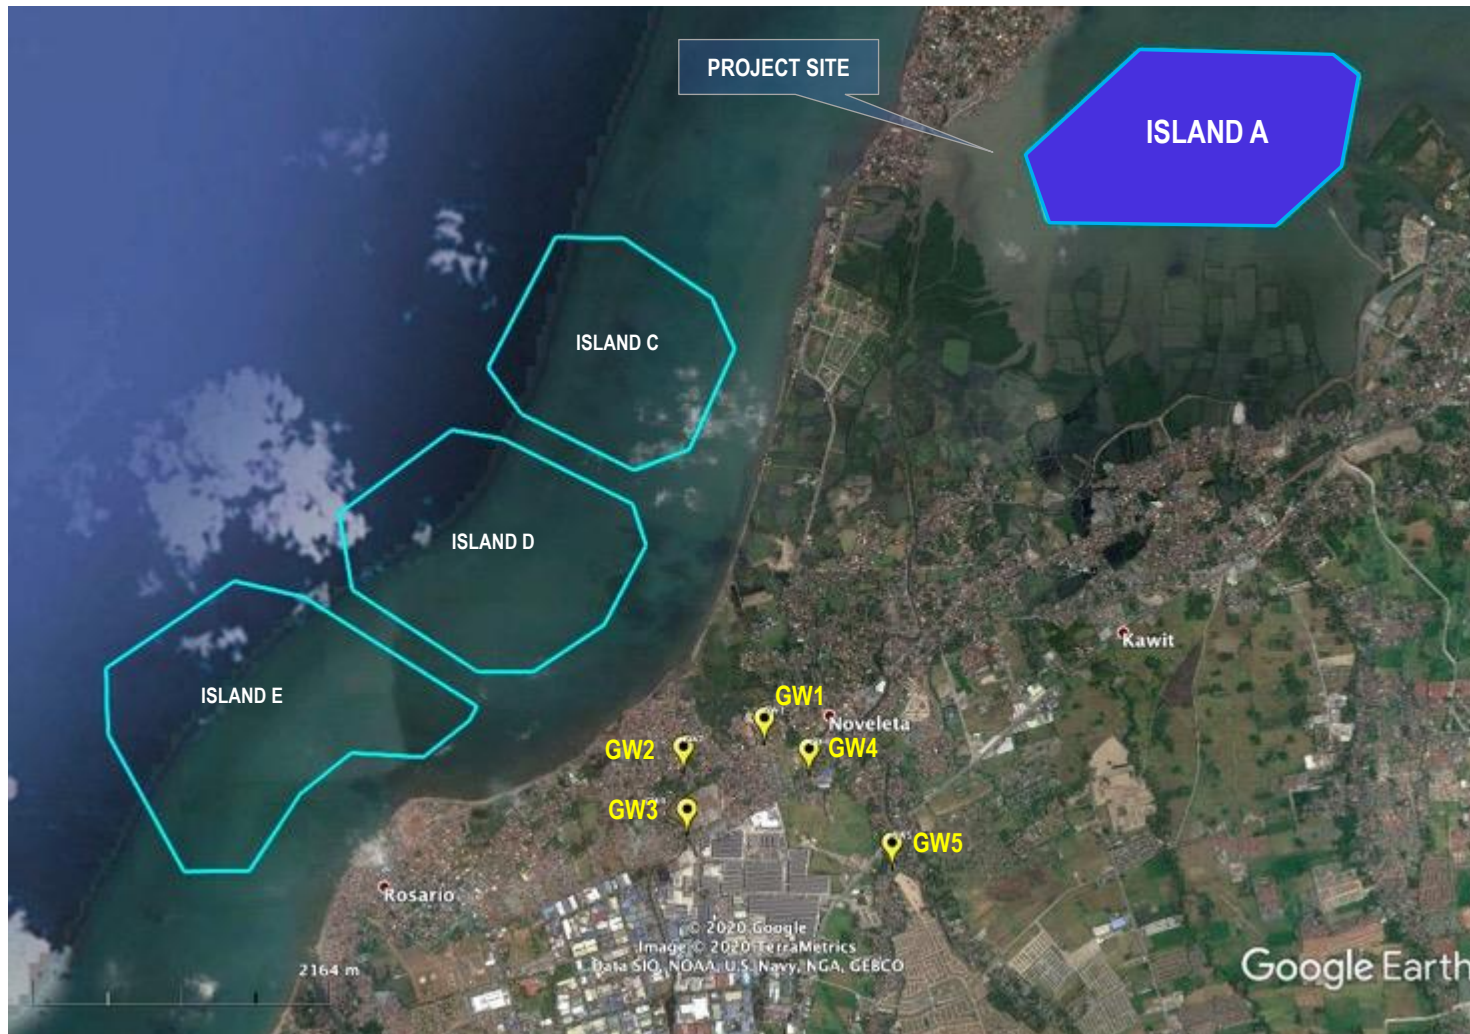 PROJECT SITE
ISLAND A
ISLAND C
ISLAND D
ISLAND E
Kawit
GW1
Noveleta
GW2
GW4
GW3
GW5
Rosario
© 2020 Google
Image © 2020 TerraMetrics
Data SIO, NOAA, U.S. Navy, NGA, GEBCO
2164 m
Google Earth